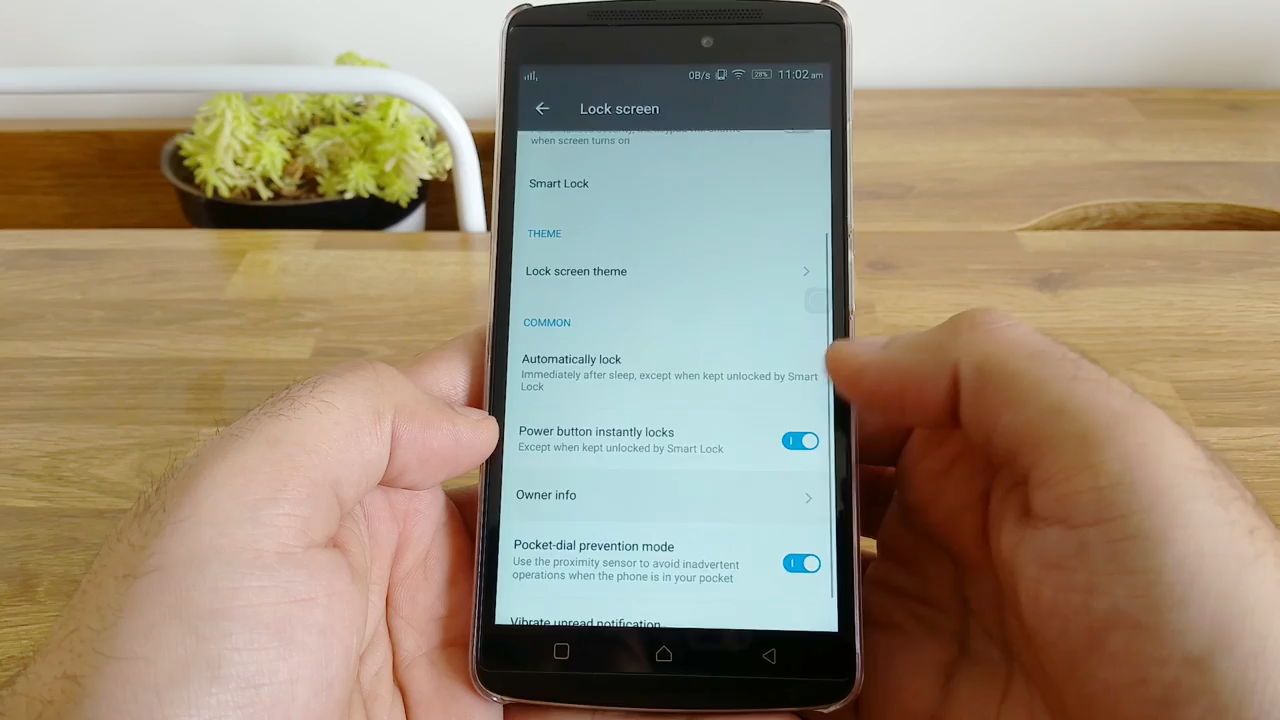 0B/s 28% 11:02 am
Lock screen
when screen turns on
Smart Lock
THEME
Lock screen theme
COMMON
Automatically lock
Immediately after sleep, except when kept unlocked by Smart
Lock
Power button instantly locks
Except when kept unlocked by Smart Lock
Owner info
Pocket-dial prevention mode
Use the proximity sensor to avoid inadvertent
operations when the phone is in your pocket
Vibrate unread notification